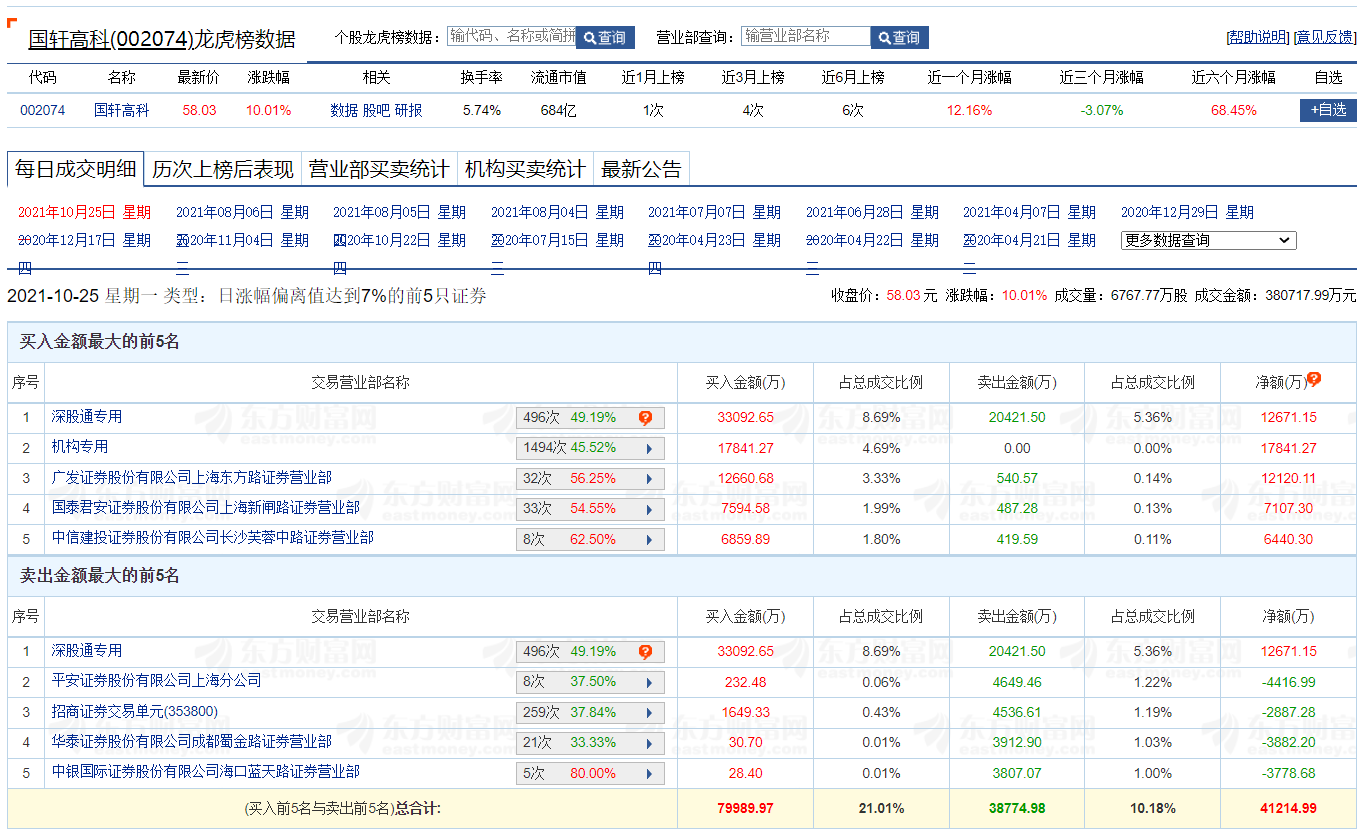 国轩高科(002074)龙虎榜数据 个股龙虎榜数据： 输代码、名称或简拼 查询 营业部查询： 输营业部名称 查询 [帮助说明] [意见反馈]
代码 名称 最新价 涨跌幅 相关 换手率 流通市值 近1月上榜 近3月上榜 近6月上榜 近一个月涨幅 近三个月涨幅 近六个月涨幅 自选
002074 国轩高科 58.03 10.01% 数据 股吧 研报 5.74% 684亿 1次 4次 6次 12.16% -3.07% 68.45% +自选
每日成交明细 历次上榜后表现 营业部买卖统计 机构买卖统计 最新公告
2021年10月25日 星期 2021年08月06日 星期 2021年08月05日 星期 2021年08月04日 星期 2021年07月07日 星期 2021年06月28日 星期 2021年04月07日 星期 2020年12月29日 星期
2020年12月17日 星期 2020年11月04日 星期 2020年10月22日 星期 2020年07月15日 星期 2020年04月23日 星期 2020年04月22日 星期 2020年04月21日 星期 更多数据查询
四 三 四 三 四 三 二
2021-10-25 星期一 类型：日涨幅偏离值达到7%的前5只证券 收盘价：58.03 元 涨跌幅：10.01% 成交量：6767.77万股 成交金额：380717.99万元
买入金额最大的前5名
序号 交易营业部名称 买入金额(万) 占总成交比例 卖出金额(万) 占总成交比例 净额(万)
1 深股通专用 496次 49.19% 33092.65 8.69% 20421.50 5.36% 12671.15
2 机构专用 1494次 45.52% 17841.27 4.69% 0.00 0.00% 17841.27
3 广发证券股份有限公司上海东方路证券营业部 32次 56.25% 12660.68 3.33% 540.57 0.14% 12120.11
4 国泰君安证券股份有限公司上海新闸路证券营业部 33次 54.55% 7594.58 1.99% 487.28 0.13% 7107.30
5 中信建投证券股份有限公司长沙芙蓉中路证券营业部 8次 62.50% 6859.89 1.80% 419.59 0.11% 6440.30
卖出金额最大的前5名
序号 交易营业部名称 买入金额(万) 占总成交比例 卖出金额(万) 占总成交比例 净额(万)
1 深股通专用 496次 49.19% 33092.65 8.69% 20421.50 5.36% 12671.15
2 平安证券股份有限公司上海分公司 8次 37.50% 232.48 0.06% 4649.46 1.22% -4416.99
3 招商证券交易单元(353800) 259次 37.84% 1649.33 0.43% 4536.61 1.19% -2887.28
4 华泰证券股份有限公司成都蜀金路证券营业部 21次 33.33% 30.70 0.01% 3912.90 1.03% -3882.20
5 中银国际证券股份有限公司海口蓝天路证券营业部 5次 80.00% 28.40 0.01% 3807.07 1.00% -3778.68
(买入前5名与卖出前5名)总合计: 79989.97 21.01% 38774.98 10.18% 41214.99